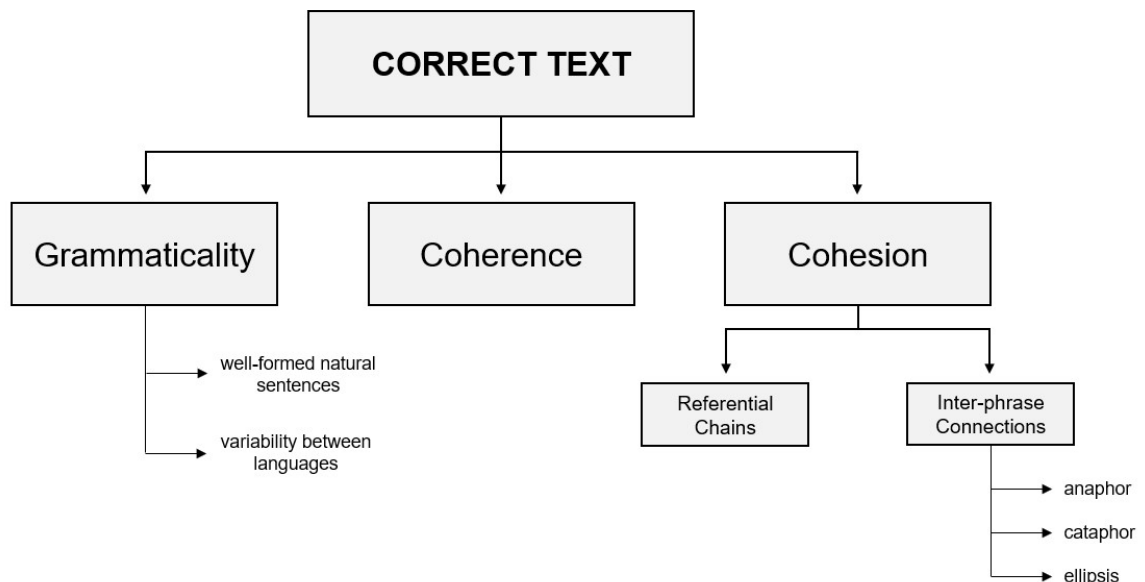 CORRECT TEXT
Grammaticality
Coherence
Cohesion
well-formed natural
sentences
variability between
languages
Referential
Chains
Inter-phrase
Connections
anaphor
cataphor
ellipsis